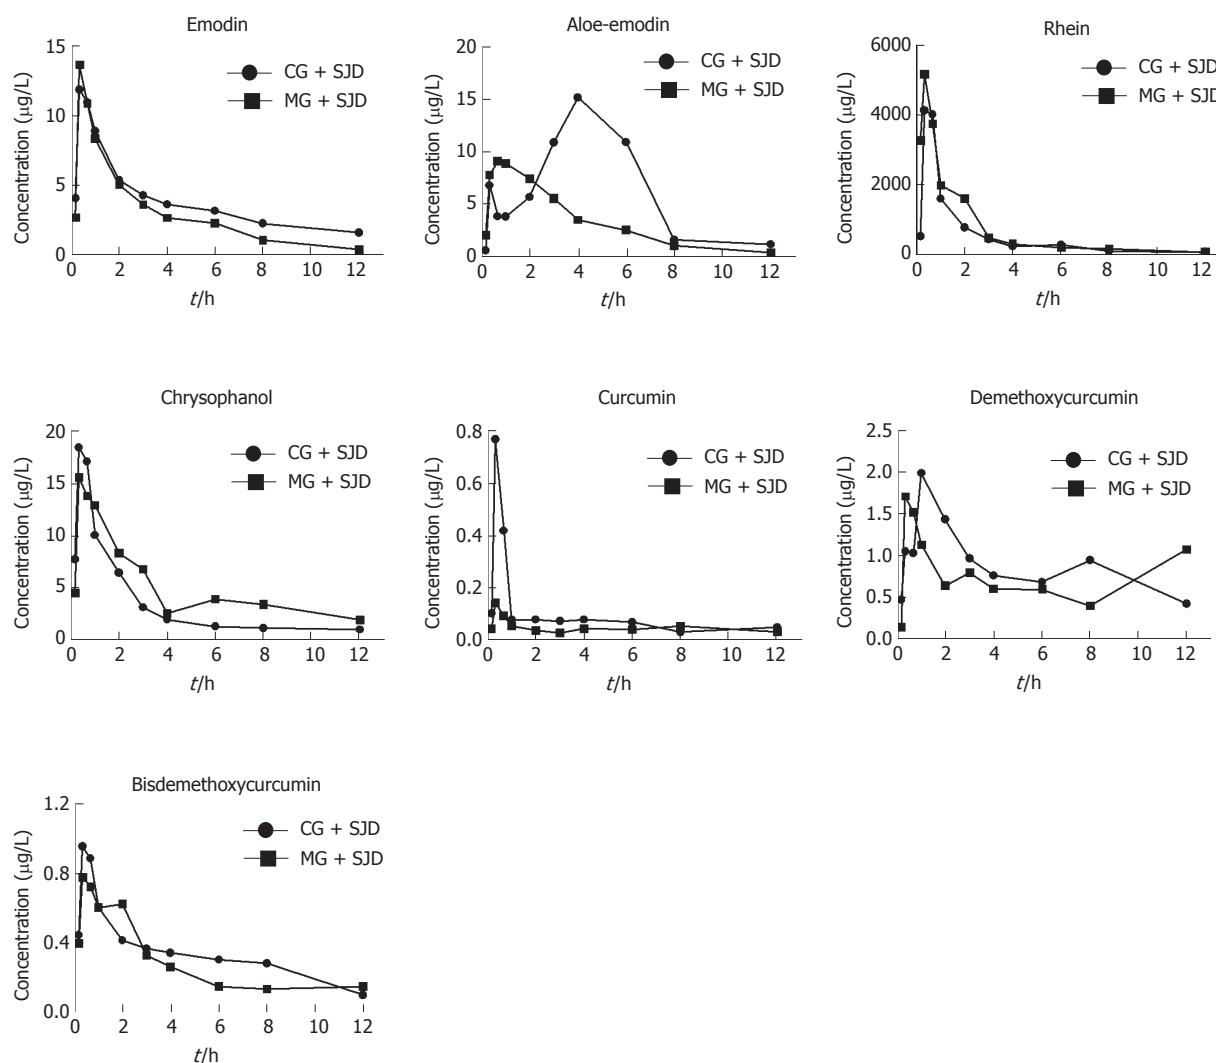 Emodin
Concentration (μg/L)
15
10
5
0
CG + SJD
MG + SJD
0 2 4 6 8 10 12
t/h
Aloe-emodin
Concentration (μg/L)
20
15
10
5
0
CG + SJD
MG + SJD
0 2 4 6 8 10 12
t/h
Rhein
Concentration (μg/L)
6000
4000
2000
0
CG + SJD
MG + SJD
0 2 4 6 8 10 12
t/h
Chrysophanol
Concentration (μg/L)
20
15
10
5
0
CG + SJD
MG + SJD
0 2 4 6 8 10 12
t/h
Curcumin
Concentration (μg/L)
0.8
0.6
0.4
0.2
0.0
CG + SJD
MG + SJD
0 2 4 6 8 10 12
t/h
Demethoxycurcumin
Concentration (μg/L)
2.5
2.0
1.5
1.0
0.5
0.0
CG + SJD
MG + SJD
0 2 4 6 8 10 12
t/h
Bisdemethoxycurcumin
Concentration (μg/L)
1.2
0.8
0.4
0.0
CG + SJD
MG + SJD
0 2 4 6 8 10 12
t/h